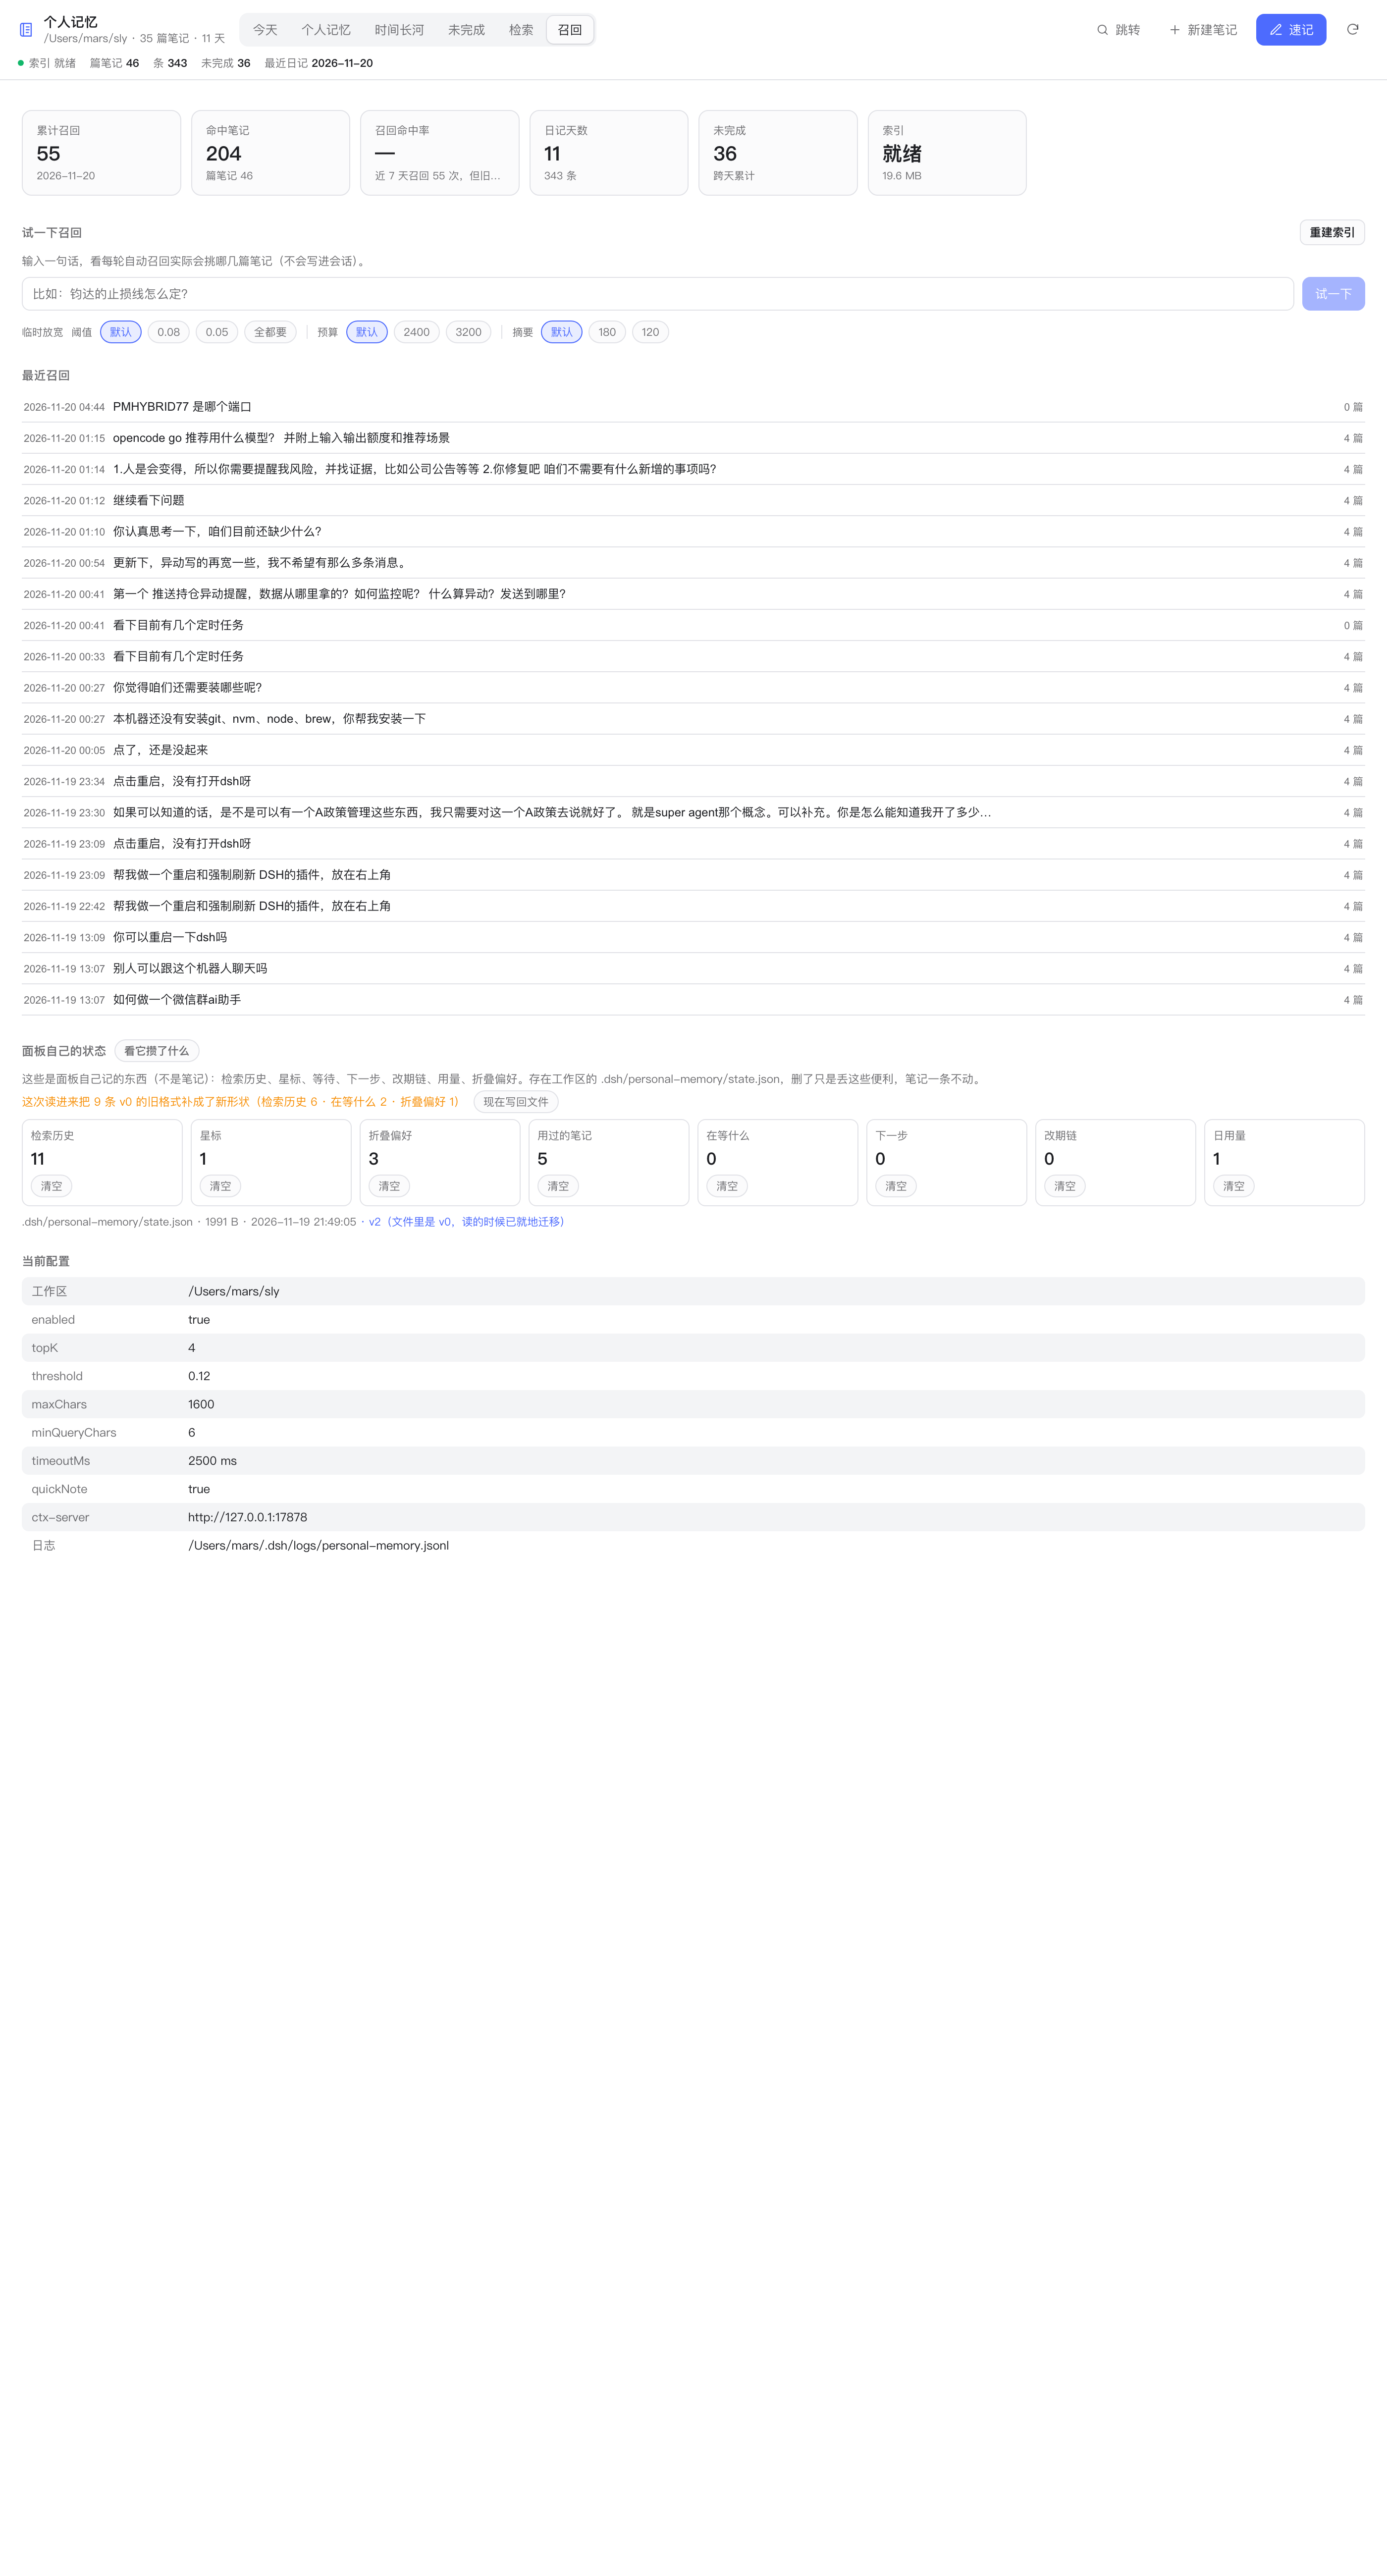 个人记忆
/Users/mars/sly · 35 篇笔记 · 11 天
今天 个人记忆 时间长河 未完成 检索 召回
跳转 新建笔记 速记
索引 就绪 篇笔记 46 条 343 未完成 36 最近日记 2026-11-20
累计召回
55
2026-11-20
命中笔记
204
篇笔记 46
召回命中率
—
近 7 天召回 55 次，但旧...
日记天数
11
343 条
未完成
36
跨天累计
索引
就绪
19.6 MB
试一下召回
重建索引
输入一句话，看每轮自动召回实际会挑哪几篇笔记（不会写进会话）。
比如：钧达的止损线怎么定？
试一下
临时放宽 阈值 默认 0.08 0.05 全都要 预算 默认 2400 3200 摘要 默认 180 120
最近召回
2026-11-20 04:44 PMHYBRID77 是哪个端口 0 篇
2026-11-20 01:15 opencode go 推荐用什么模型？ 并附上输入输出额度和推荐场景 4 篇
2026-11-20 01:14 1.人是会变得，所以你需要提醒我风险，并找证据，比如公司公告等等 2.你修复吧 咱们不需要有什么新增的事项吗？ 4 篇
2026-11-20 01:12 继续看下问题 4 篇
2026-11-20 01:10 你认真思考一下，咱们目前还缺少什么？ 4 篇
2026-11-20 00:54 更新下，异动写的再宽一些，我不希望有那么多条消息。 4 篇
2026-11-20 00:41 第一个 推送持仓异动提醒，数据从哪里拿的？如何监控呢？ 什么算异动？发送到哪里？ 4 篇
2026-11-20 00:41 看下目前有几个定时任务 0 篇
2026-11-20 00:33 看下目前有几个定时任务 4 篇
2026-11-20 00:27 你觉得咱们还需要装哪些呢？ 4 篇
2026-11-20 00:27 本机器还没有安装git、nvm、node、brew，你帮我安装一下 4 篇
2026-11-20 00:05 点了，还是没起来 4 篇
2026-11-19 23:34 点击重启，没有打开dsh呀 4 篇
2026-11-19 23:30 如果可以知道的话，是不是可以有一个A政策管理这些东西，我只需要对这一个A政策去说就好了。 就是super agent那个概念。可以补充。你是怎么能知道我开了多少... 4 篇
2026-11-19 23:09 点击重启，没有打开dsh呀 4 篇
2026-11-19 23:09 帮我做一个重启和强制刷新 DSH的插件，放在右上角 4 篇
2026-11-19 22:42 帮我做一个重启和强制刷新 DSH的插件，放在右上角 4 篇
2026-11-19 13:09 你可以重启一下dsh吗 4 篇
2026-11-19 13:07 别人可以跟这个机器人聊天吗 4 篇
2026-11-19 13:07 如何做一个微信群ai助手 4 篇
面板自己的状态 看它攒了什么
这些是面板自己记的东西（不是笔记）：检索历史、星标、等待、下一步、改期链、用量、折叠偏好。存在工作区的 .dsh/personal-memory/state.json，删了只是丢这些便利，笔记一条不动。
这次读进来把 9 条 v0 的旧格式补成了新形状（检索历史 6 · 在等什么 2 · 折叠偏好 1） 现在写回文件
检索历史
11
清空
星标
1
清空
折叠偏好
3
清空
用过的笔记
5
清空
在等什么
0
清空
下一步
0
清空
改期链
0
清空
日用量
1
清空
.dsh/personal-memory/state.json · 1991 B · 2026-11-19 21:49:05 · v2（文件里是 v0，读的时候已就地迁移）
当前配置
工作区 /Users/mars/sly
enabled true
topK 4
threshold 0.12
maxChars 1600
minQueryChars 6
timeoutMs 2500 ms
quickNote true
ctx-server http://127.0.0.1:17878
日志 /Users/mars/.dsh/logs/personal-memory.jsonl